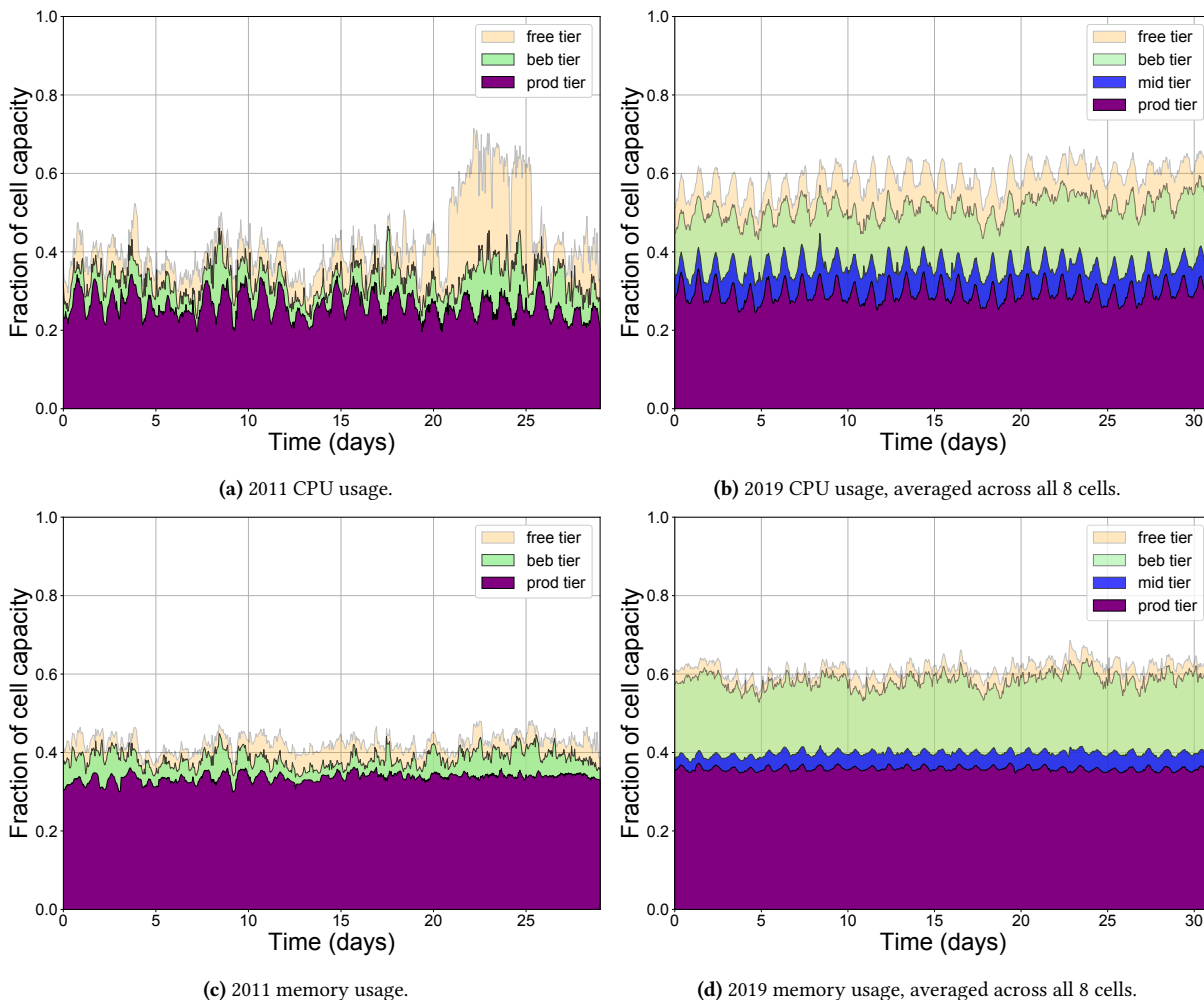 1.0
0.8
0.6
0.4
0.2
0.0
Fraction of cell capacity
free tier
beb tier
prod tier
0 5 10 15 20 25
Time (days)
(a) 2011 CPU usage.
1.0
0.8
0.6
0.4
0.2
0.0
Fraction of cell capacity
free tier
beb tier
mid tier
prod tier
0 5 10 15 20 25 30
Time (days)
(b) 2019 CPU usage, averaged across all 8 cells.
1.0
0.8
0.6
0.4
0.2
0.0
Fraction of cell capacity
free tier
beb tier
prod tier
0 5 10 15 20 25
Time (days)
(c) 2011 memory usage.
1.0
0.8
0.6
0.4
0.2
0.0
Fraction of cell capacity
free tier
beb tier
mid tier
prod tier
0 5 10 15 20 25 30
Time (days)
(d) 2019 memory usage, averaged across all 8 cells.